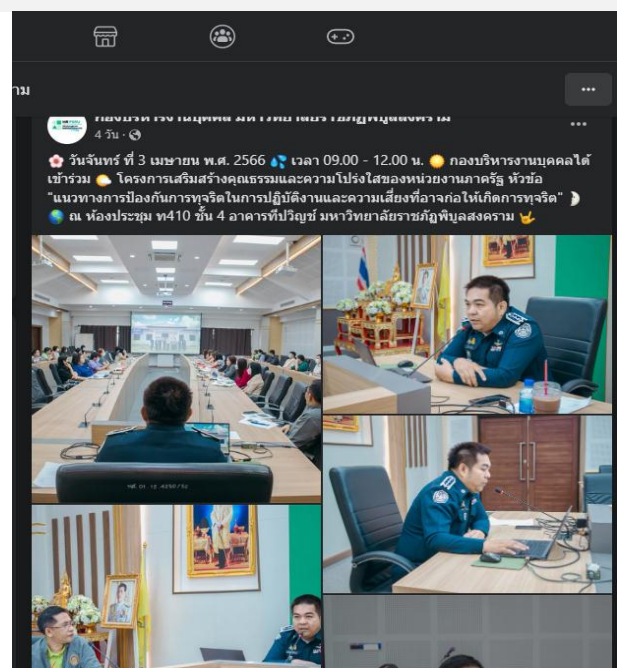 าม
กองบริหารงานบุคคล มหาวิทยาลัยราชภัฏพิบูลสงคราม
4 วัน ·
🌸 วันจันทร์ ที่ 3 เมษายน พ.ศ. 2566 💦 เวลา 09.00 - 12.00 น. 🌞 กองบริหารงานบุคคลได้
เข้าร่วม 🌤 โครงการเสริมสร้างคุณธรรมและความโปร่งใสของหน่วยงานภาครัฐ หัวข้อ
"แนวทางการป้องกันการทุจริตในการปฏิบัติงานและความเสี่ยงที่อาจก่อให้เกิดการทุจริต" 🌛
🌎 ณ ห้องประชุม ท410 ชั้น 4 อาคารทีปวิญช์ มหาวิทยาลัยราชภัฏพิบูลสงคราม 🤟